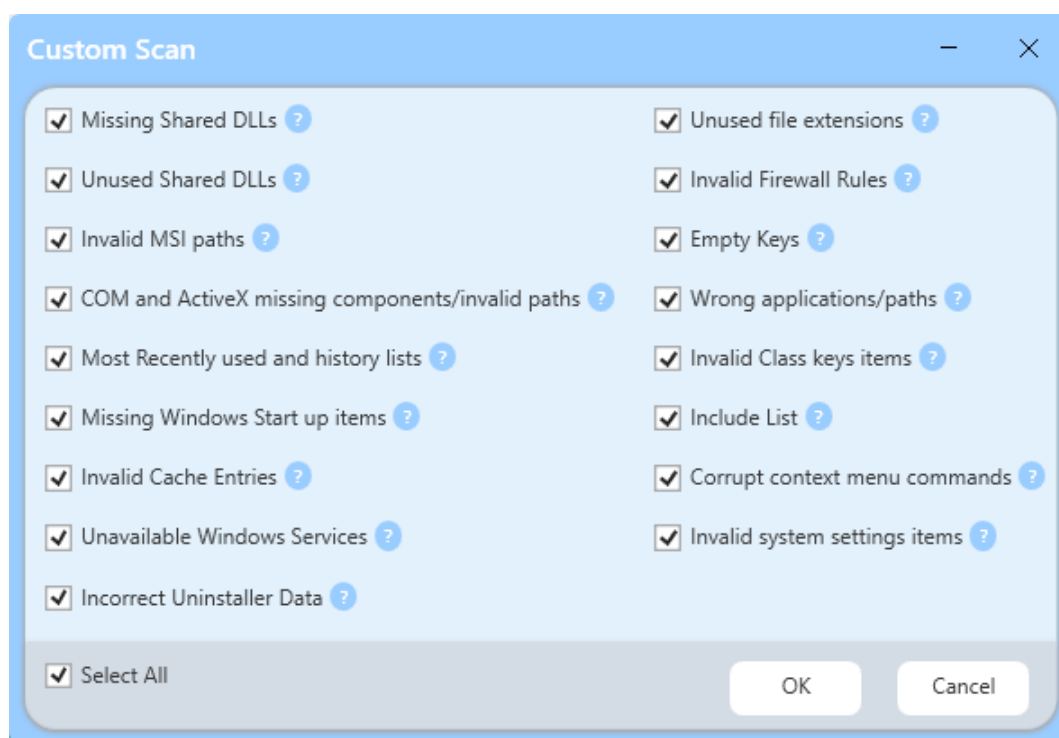 Custom Scan
Missing Shared DLLs ?
Unused Shared DLLs ?
Invalid MSI paths ?
COM and ActiveX missing components/invalid paths ?
Most Recently used and history lists ?
Missing Windows Start up items ?
Invalid Cache Entries ?
Unavailable Windows Services ?
Incorrect Uninstaller Data ?
Unused file extensions ?
Invalid Firewall Rules ?
Empty Keys ?
Wrong applications/paths ?
Invalid Class keys items ?
Include List ?
Corrupt context menu commands ?
Invalid system settings items ?
Select All
OK
Cancel